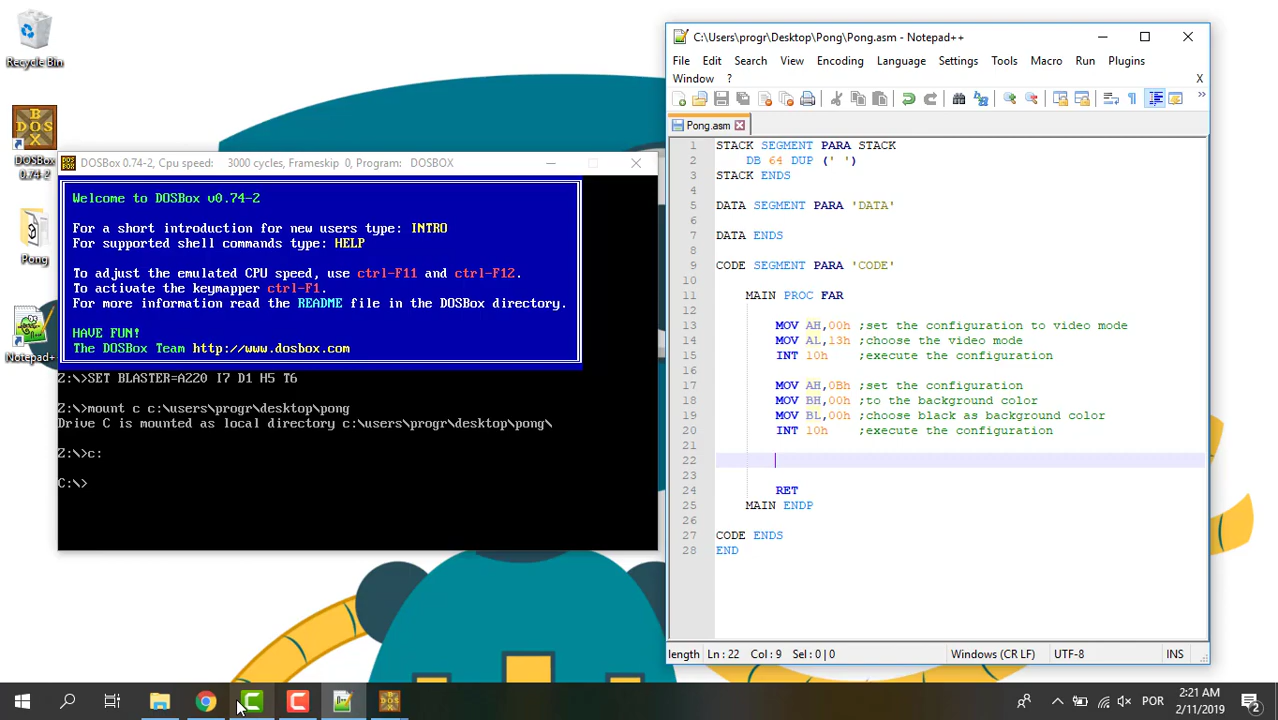 Recycle Bin
DOSBox
0.74-2
Pong
Notepad+
DOSBox 0.74-2, Cpu speed: 3000 cycles, Frameskip 0, Program: DOSBOX
Welcome to DOSBox v0.74-2
For a short introduction for new users type: INTRO
For supported shell commands type: HELP
To adjust the emulated CPU speed, use ctrl-F11 and ctrl-F12.
To activate the keymapper ctrl-F1.
For more information read the README file in the DOSBox directory.
HAVE FUN!
The DOSBox Team http://www.dosbox.com
Z:\>SET BLASTER=A220 I7 D1 H5 T6
Z:\>mount c c:\users\progr\desktop\pong
Drive C is mounted as local directory c:\users\progr\desktop\pong\
Z:\>c:
C:\>
C:\Users\progr\Desktop\Pong\Pong.asm - Notepad++
File Edit Search View Encoding Language Settings Tools Macro Run Plugins
Window ? X
Pong.asm
1 STACK SEGMENT PARA STACK
2 DB 64 DUP (' ')
3 STACK ENDS
4
5 DATA SEGMENT PARA 'DATA'
6
7 DATA ENDS
8
9 CODE SEGMENT PARA 'CODE'
10
11 MAIN PROC FAR
12
13 MOV AH,00h ;set the configuration to video mode
14 MOV AL,13h ;choose the video mode
15 INT 10h ;execute the configuration
16
17 MOV AH,0Bh ;set the configuration
18 MOV BH,00h ;to the background color
19 MOV BL,00h ;choose black as background color
20 INT 10h ;execute the configuration
21
22
23
24 RET
25 MAIN ENDP
26
27 CODE ENDS
28 END
length Ln : 22 Col : 9 Sel : 0 | 0 Windows (CR LF) UTF-8 INS
POR
2:21 AM
2/11/2019
2